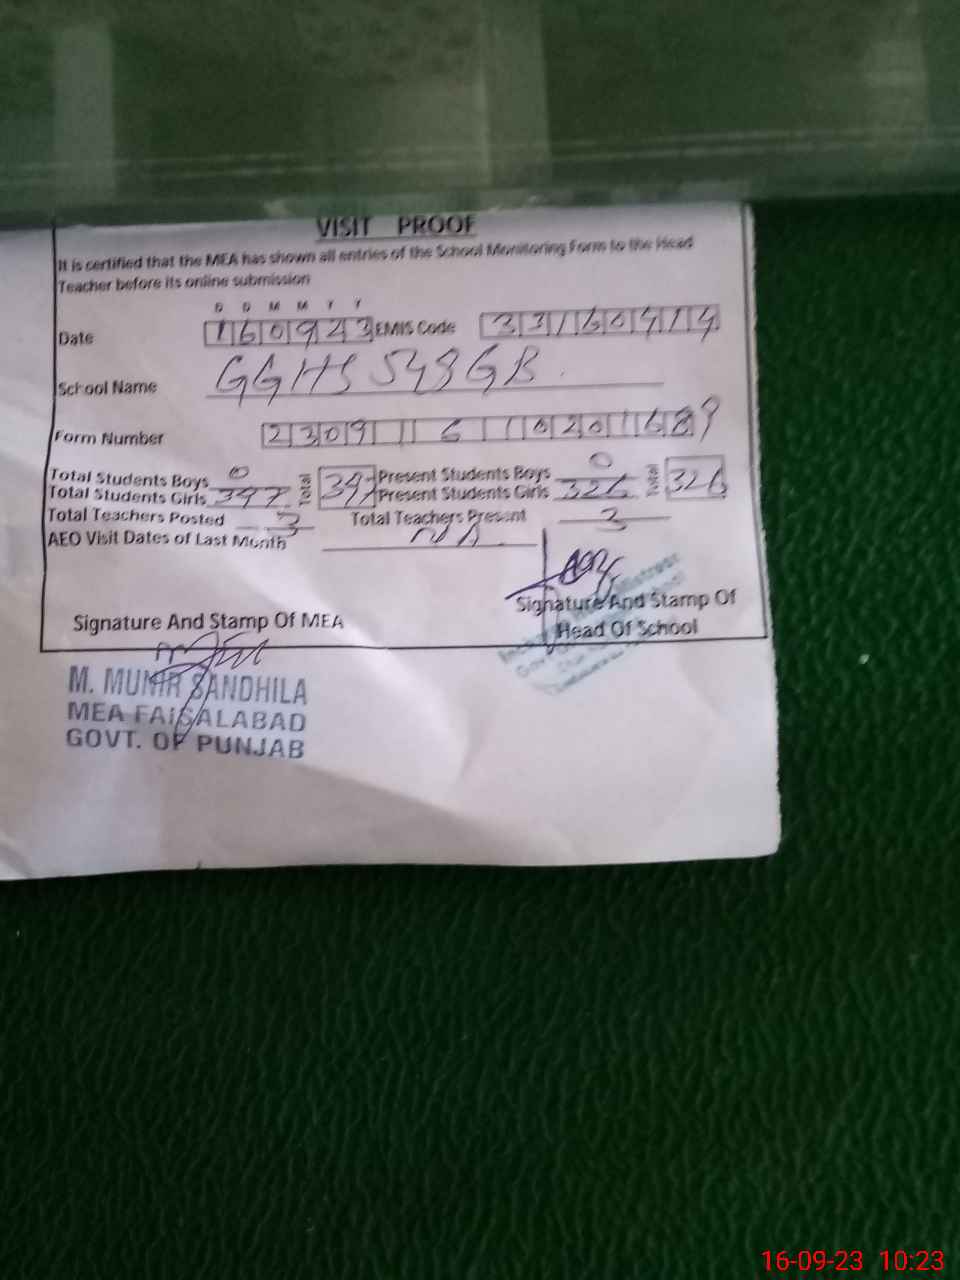 VISIT PROOF
It is certified that the MEA has shown all entries of the School Monitoring Form to the Head
Teacher before its online submission
D D M M Y Y
Date 160923 EMIS Code 33160414
School Name GGHS 548 GB
Form Number 2309
Total Students Boys 0 Total 397 Present Students Boys 0 Total 326
Total Students Girls 397 Present Students Girls 326
Total Teachers Posted 3 Total Teachers Present 3
AEO Visit Dates of Last Month NA
Signature And Stamp Of MEA
Signature And Stamp Of
Head Of School
M. MUNIR SANDHILA
MEA FAISALABAD
GOVT. OF PUNJAB
16-09-23 10:23